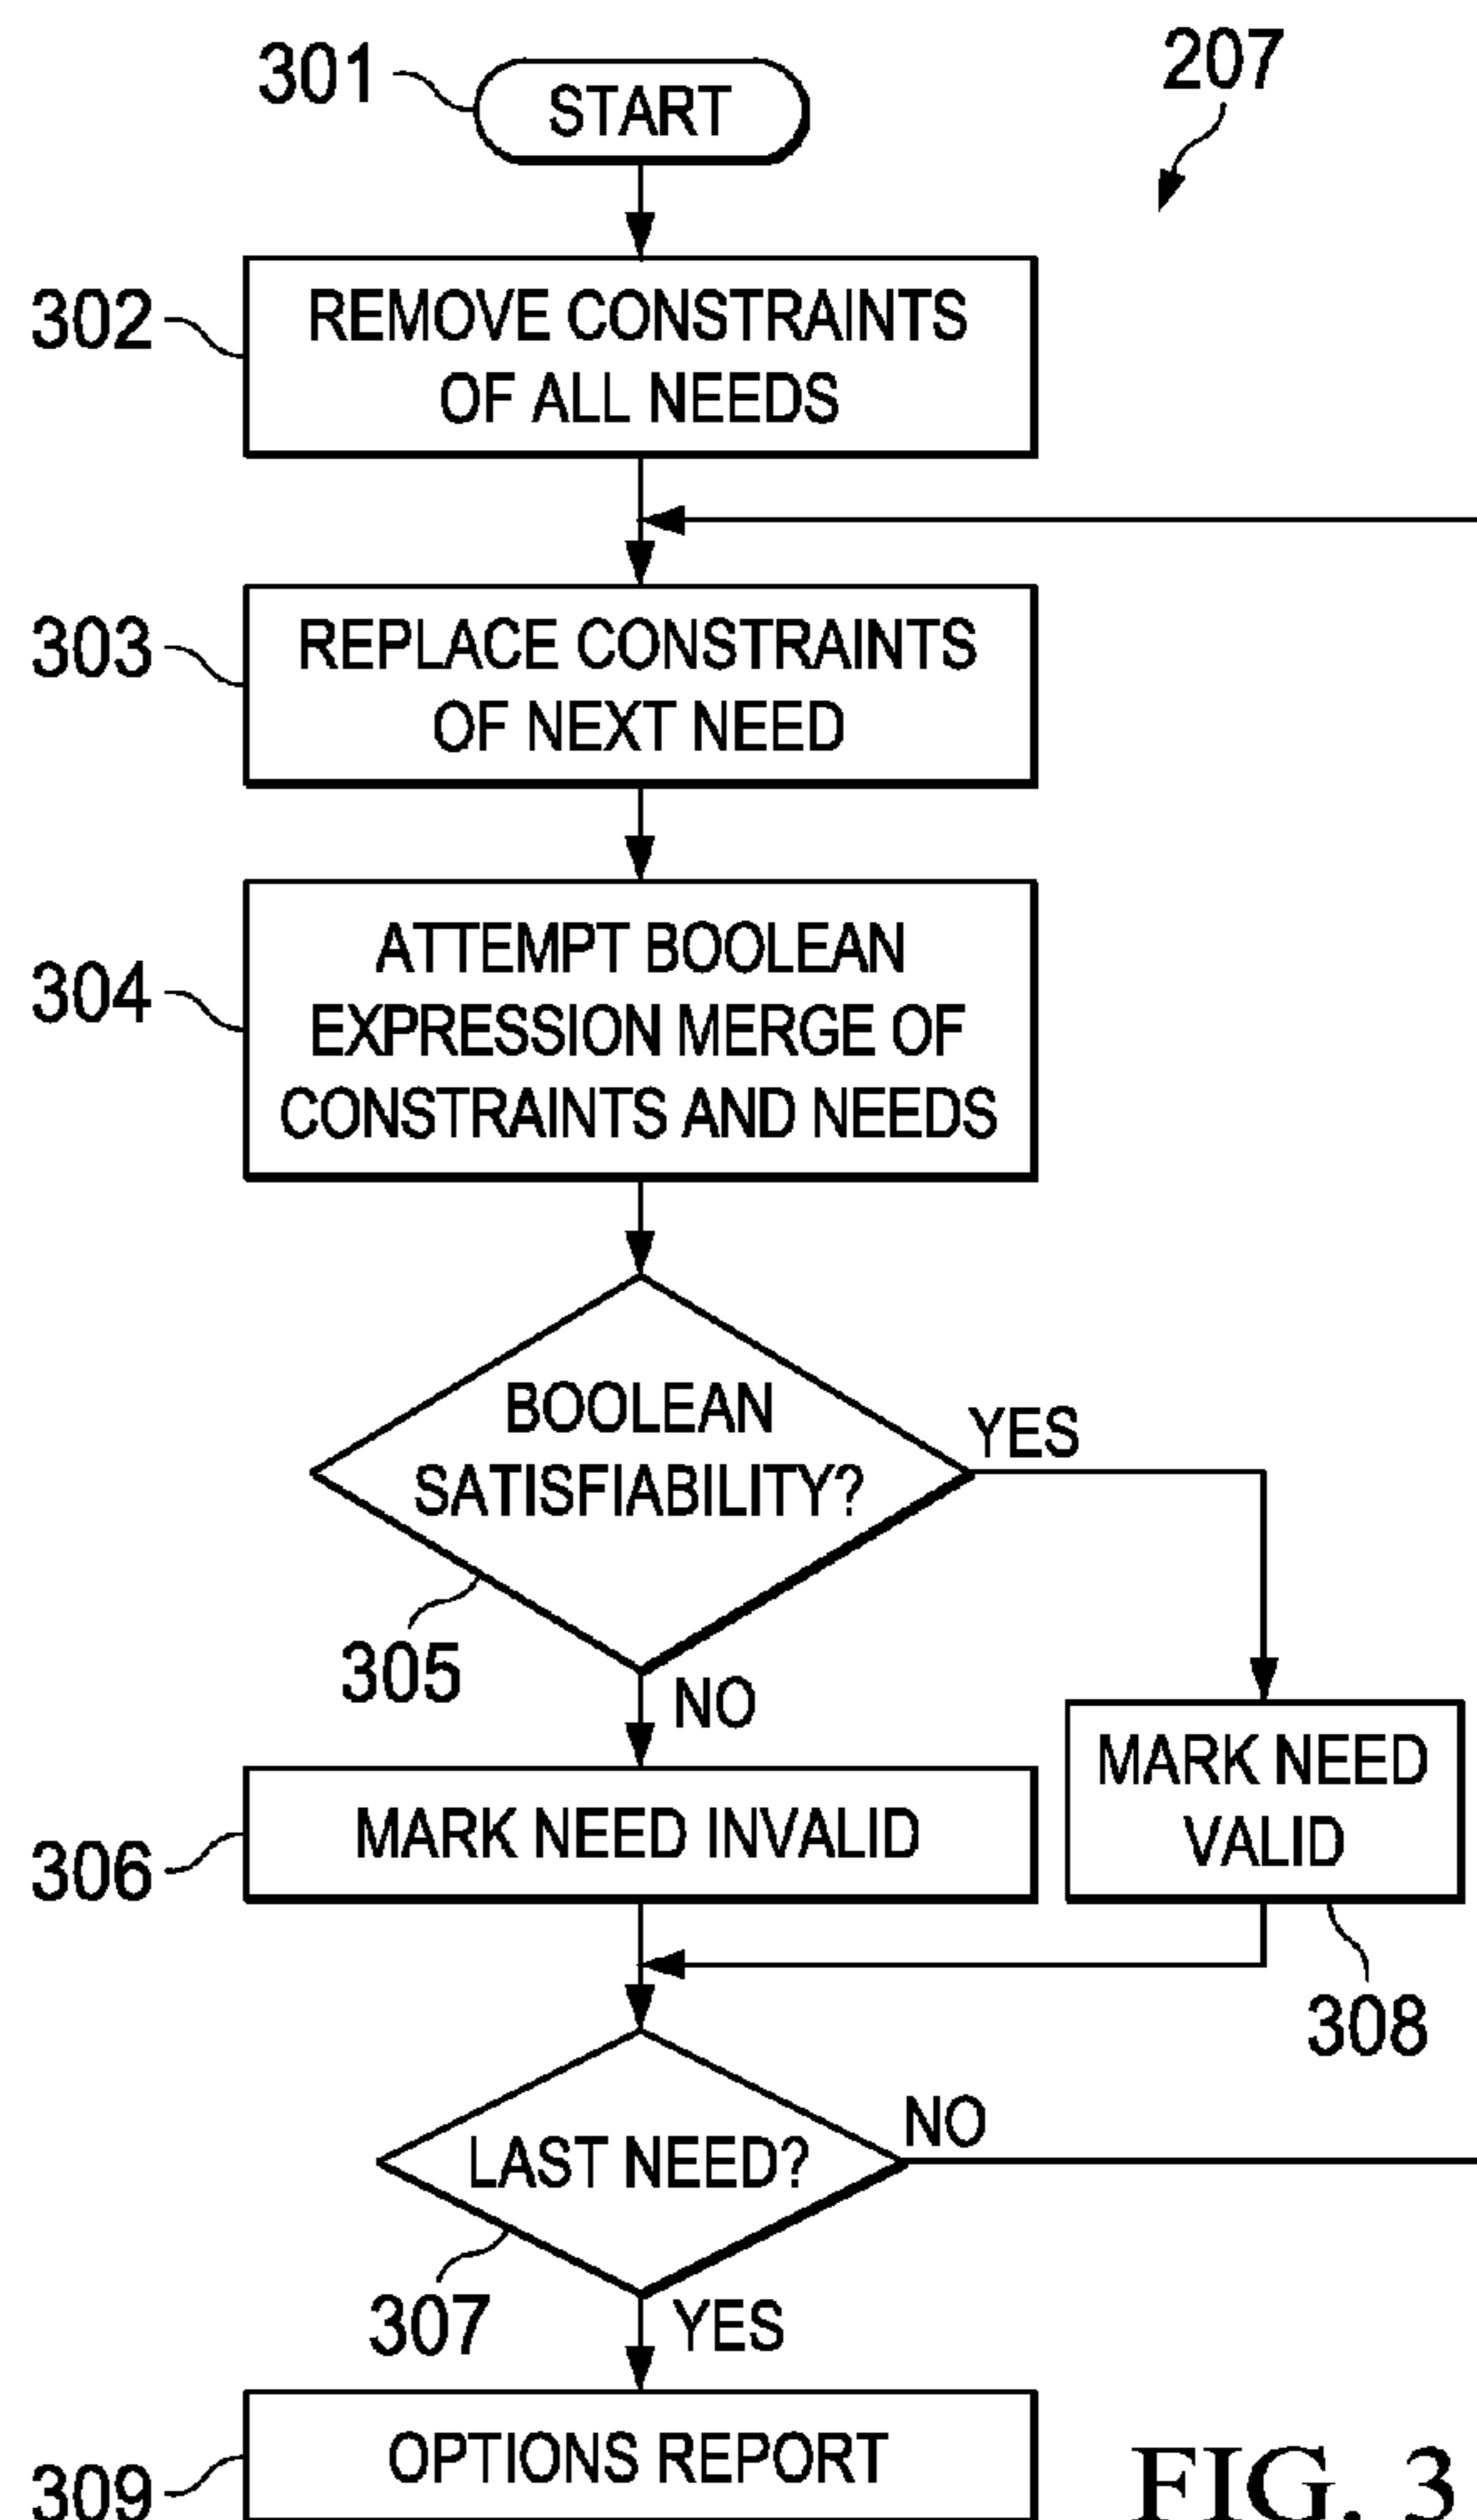 301
START
207
302
REMOVE CONSTRAINTS
OF ALL NEEDS
303
REPLACE CONSTRAINTS
OF NEXT NEED
304
ATTEMPT BOOLEAN
EXPRESSION MERGE OF
CONSTRAINTS AND NEEDS
BOOLEAN
SATISFIABILITY?
YES
305
NO
306
MARK NEED INVALID
MARK NEED
VALID
308
LAST NEED?
NO
307
YES
309
OPTIONS REPORT
FIG. 3